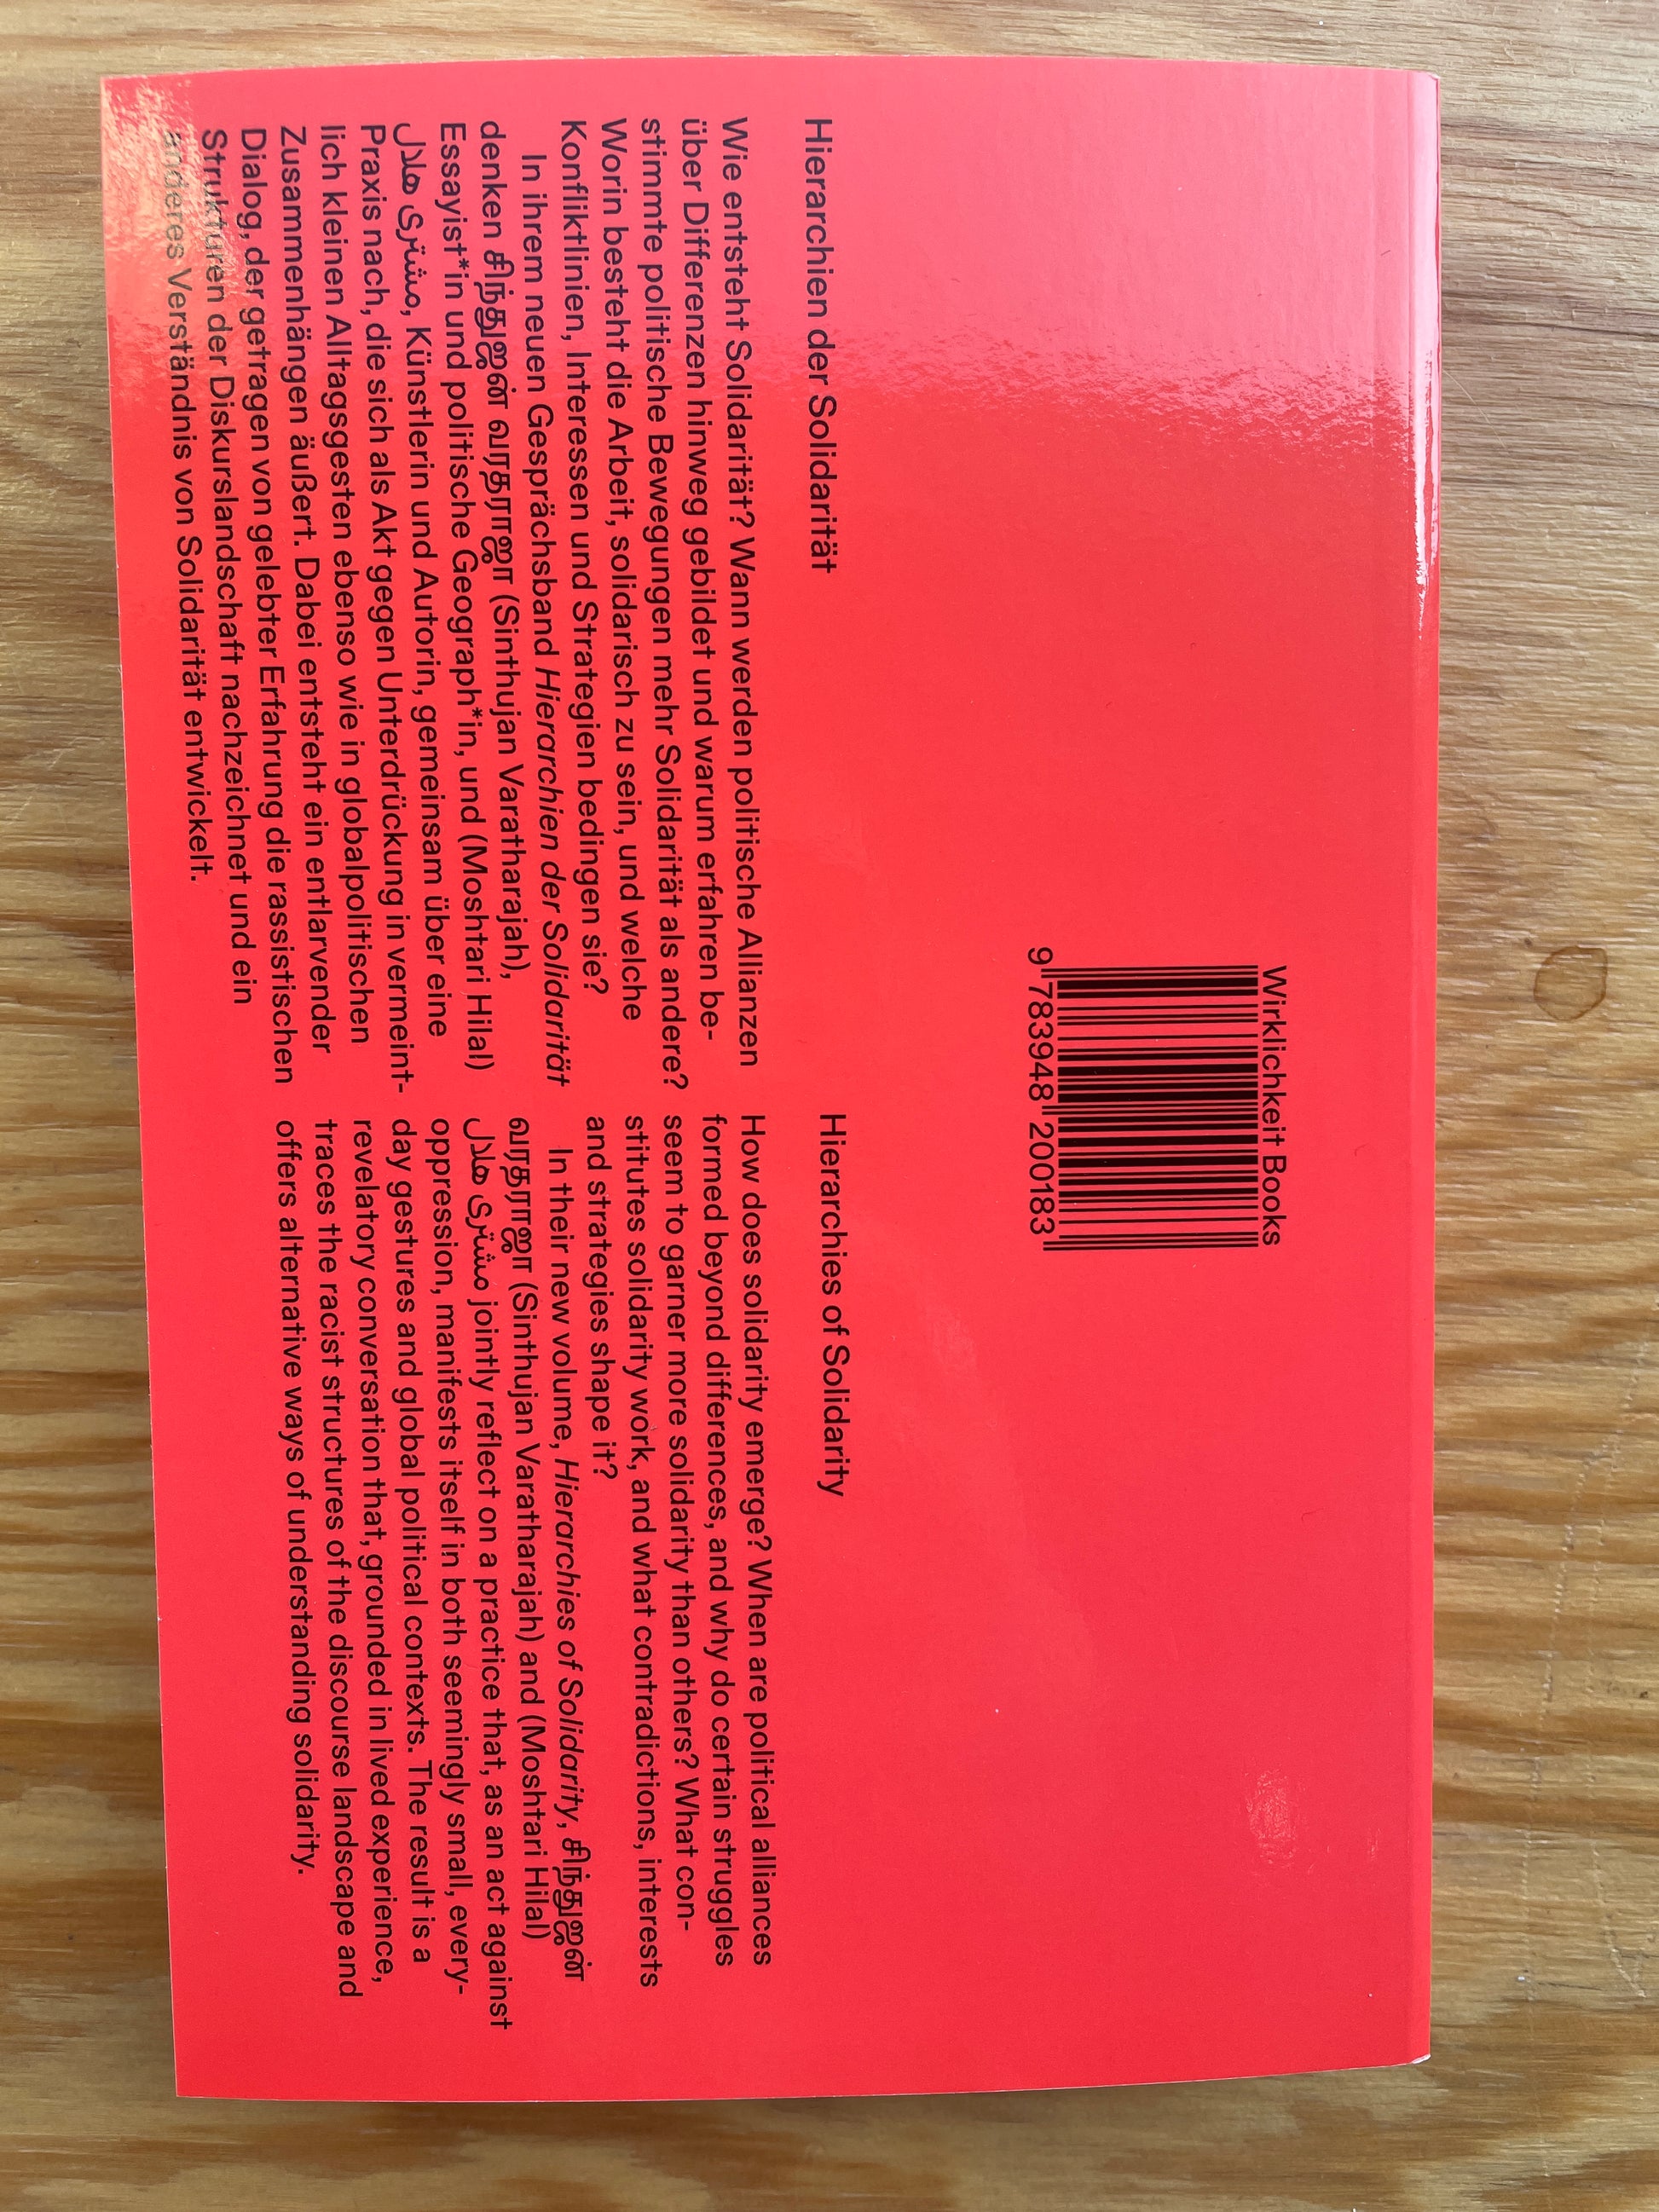 Wirklichkeit Books
9 783948 200183
Hierarchien der Solidarität
Wie entsteht Solidarität? Wann werden politische Allianzen
über Differenzen hinweg gebildet und warum erfahren be-
stimmte politische Bewegungen mehr Solidarität als andere?
Worin besteht die Arbeit, solidarisch zu sein, und welche
Konfliktlinien, Interessen und Strategien bedingen sie?
In ihrem neuen Gesprächsband Hierarchien der Solidarität
denken சிந்துஜன் வரதராஜா (Sinthujan Varatharajah),
Essayist*in und politische Geograph*in, und (Moshtari Hilal)
مشتری هلال, Künstlerin und Autorin, gemeinsam über eine
Praxis nach, die sich als Akt gegen Unterdrückung in vermeint-
lich kleinen Alltagsgesten ebenso wie in globalpolitischen
Zusammenhängen äußert. Dabei entsteht ein entlarvender
Dialog, der getragen von gelebter Erfahrung die rassistischen
Strukturen der Diskurslandschaft nachzeichnet und ein
anderes Verständnis von Solidarität entwickelt.
Hierarchies of Solidarity
How does solidarity emerge? When are political alliances
formed beyond differences, and why do certain struggles
seem to garner more solidarity than others? What con-
stitutes solidarity work, and what contradictions, interests
and strategies shape it?
In their new volume, Hierarchies of Solidarity, சிந்துஜன்
வரதராஜா (Sinthujan Varatharajah) and (Moshtari Hilal)
مشتری هلال jointly reflect on a practice that, as an act against
oppression, manifests itself in both seemingly small, every-
day gestures and global political contexts. The result is a
revelatory conversation that, grounded in lived experience,
traces the racist structures of the discourse landscape and
offers alternative ways of understanding solidarity.